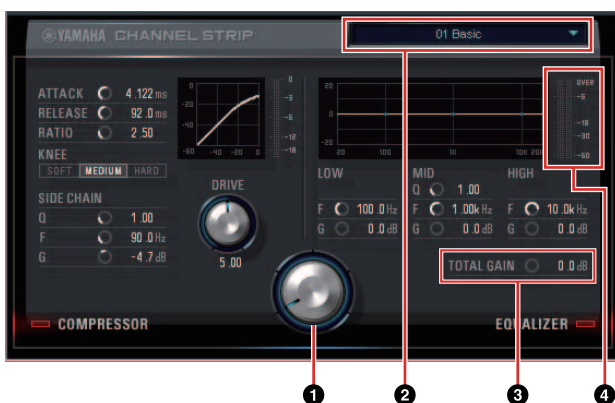 YAMAHA CHANNEL STRIP
01 Basic
ATTACK 4.122 ms
RELEASE 92.0 ms
RATIO 2.50
KNEE
SOFT MEDIUM HARD
SIDE CHAIN
Q 1.00
F 90.0 Hz
G -4.7 dB
0
-20
-40
-60 -40 -20 0
0
-3
-6
-12
-18
DRIVE
5.00
20
0
-20
20 100 1K 10K 20K
OVER
-6
-18
-30
-60
LOW
F 100.0 Hz
G 0.0 dB
MID
Q 1.00
F 1.00k Hz
G 0.0 dB
HIGH
F 10.0k Hz
G 0.0 dB
TOTAL GAIN 0.0 dB
COMPRESSOR
EQUALIZER
1 2 3 4